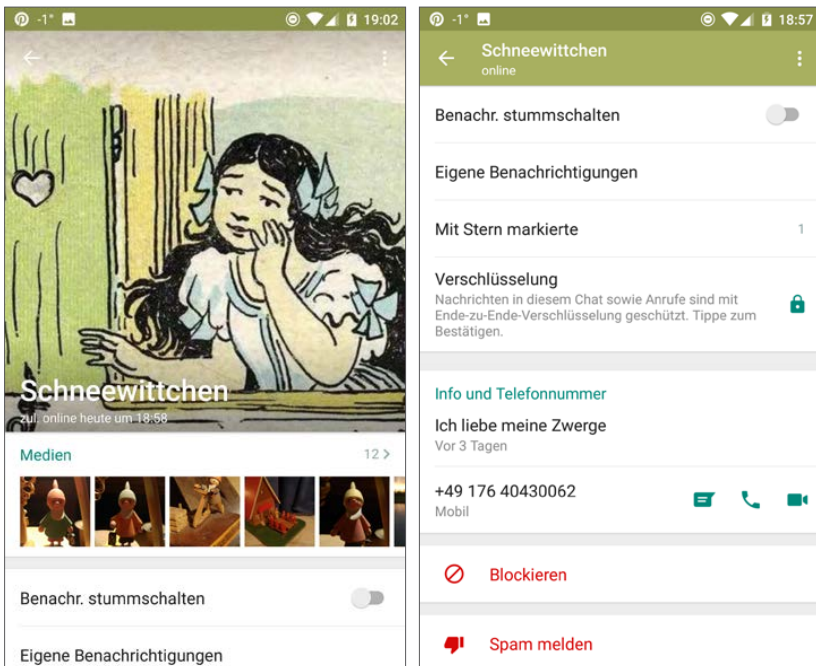 -1° 19:02
Schneewittchen
zul. online heute um 18:58
Medien 12 >
Benachr. stummschalten
Eigene Benachrichtigungen
-1° 18:57
Schneewittchen
online
Benachr. stummschalten
Eigene Benachrichtigungen
Mit Stern markierte 1
Verschlüsselung
Nachrichten in diesem Chat sowie Anrufe sind mit
Ende-zu-Ende-Verschlüsselung geschützt. Tippe zum
Bestätigen.
Info und Telefonnummer
Ich liebe meine Zwerge
Vor 3 Tagen
+49 176 40430062
Mobil
Blockieren
Spam melden